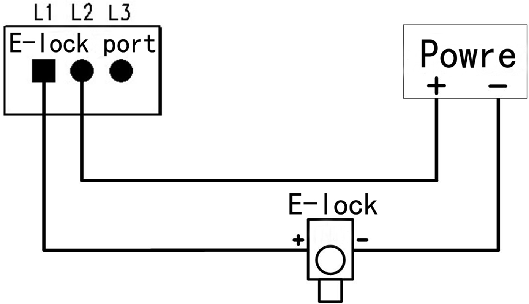 L1 L2 L3
E-lock port
Powre
+ −
E-lock
+ −